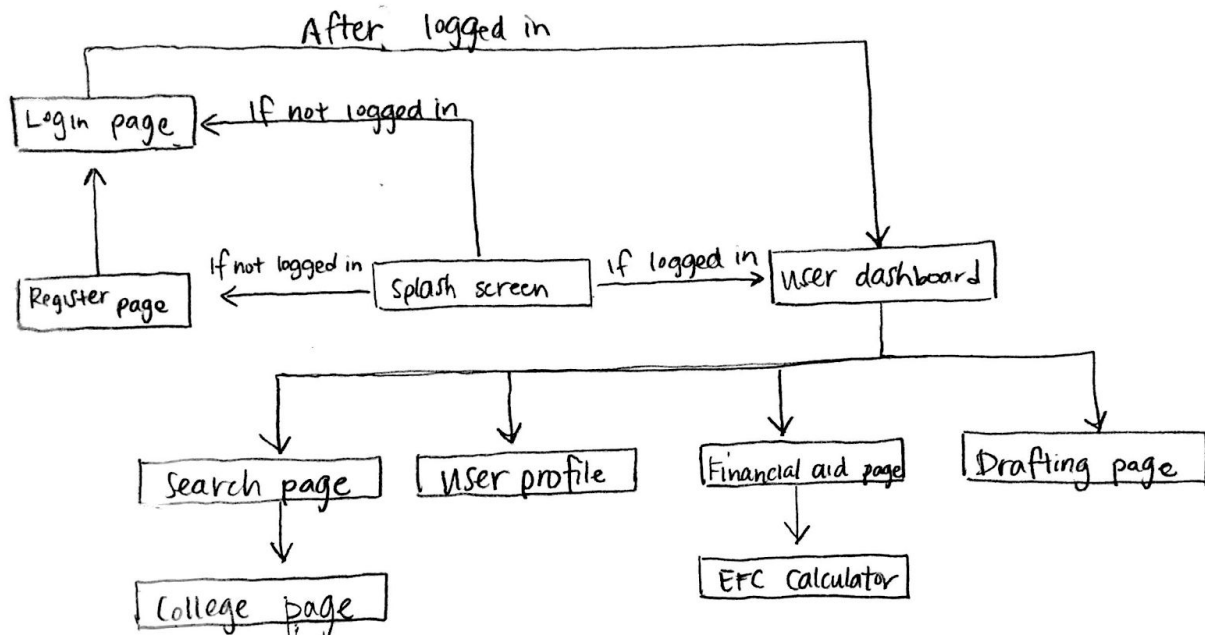 After logged in
Login page
If not logged in
If not logged in
If logged in
Register page
Splash screen
User dashboard
Search page
User profile
Financial aid page
Drafting page
College page
EFC Calculator